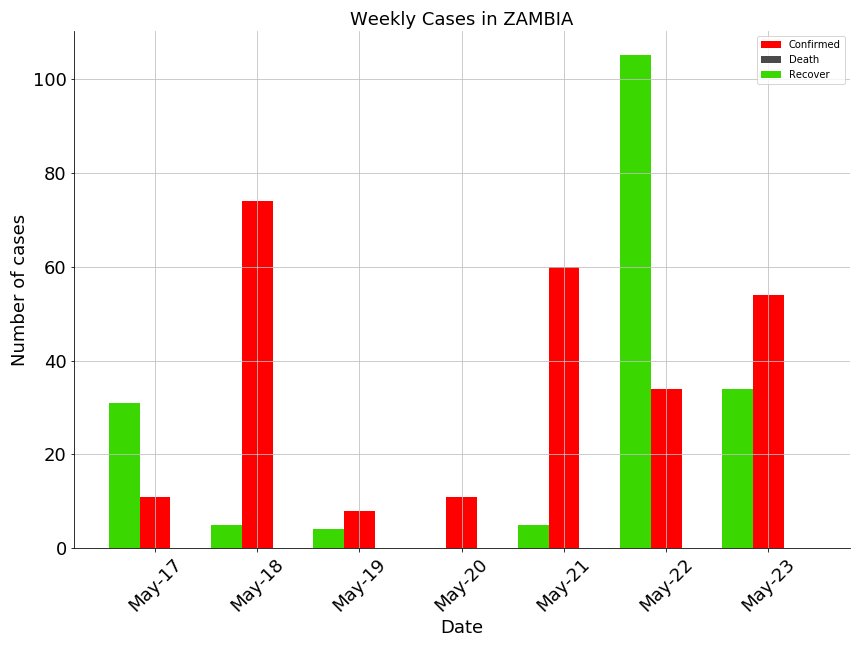 Weekly Cases in ZAMBIA
Confirmed
Death
Recover
Number of cases
100
80
60
40
20
0
May-17
May-18
May-19
May-20
May-21
May-22
May-23
Date